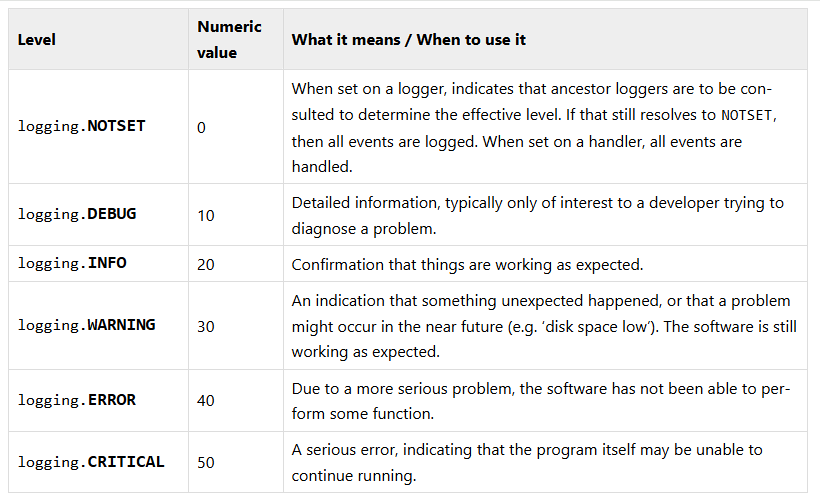 Level
Numeric
value
What it means / When to use it
logging.NOTSET
0
When set on a logger, indicates that ancestor loggers are to be con-
sulted to determine the effective level. If that still resolves to NOTSET,
then all events are logged. When set on a handler, all events are
handled.
logging.DEBUG
10
Detailed information, typically only of interest to a developer trying to
diagnose a problem.
logging.INFO
20
Confirmation that things are working as expected.
logging.WARNING
30
An indication that something unexpected happened, or that a problem
might occur in the near future (e.g. ‘disk space low’). The software is still
working as expected.
logging.ERROR
40
Due to a more serious problem, the software has not been able to per-
form some function.
logging.CRITICAL
50
A serious error, indicating that the program itself may be unable to
continue running.